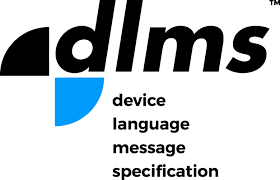 dlms™
device
language
message
specification